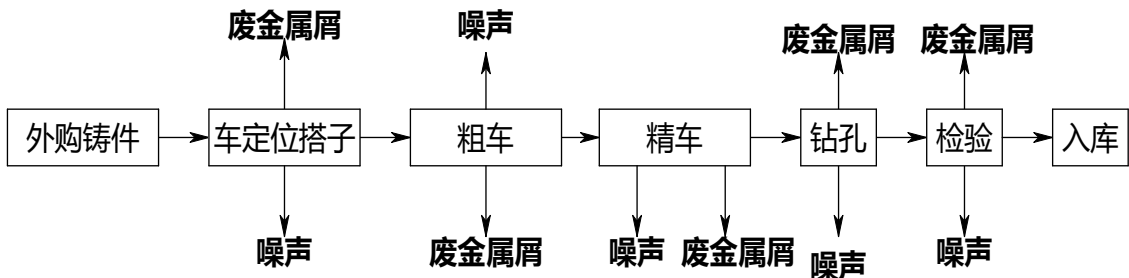 废金属屑
噪声
废金属屑
废金属屑
外购铸件
车定位搭子
粗车
精车
钻孔
检验
入库
噪声
废金属屑
噪声
废金属屑
噪声
噪声